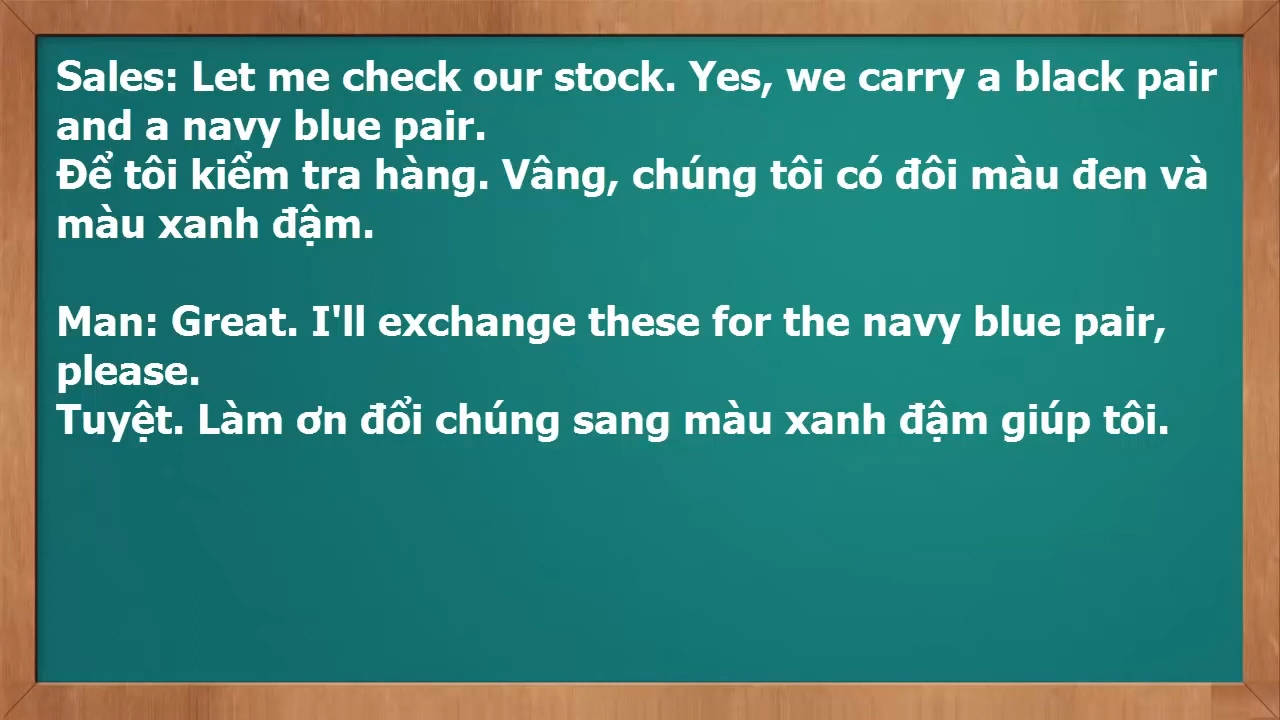 Sales: Let me check our stock. Yes, we carry a black pair
and a navy blue pair.
Để tôi kiểm tra hàng. Vâng, chúng tôi có đôi màu đen và
màu xanh đậm.
Man: Great. I'll exchange these for the navy blue pair,
please.
Tuyệt. Làm ơn đổi chúng sang màu xanh đậm giúp tôi.